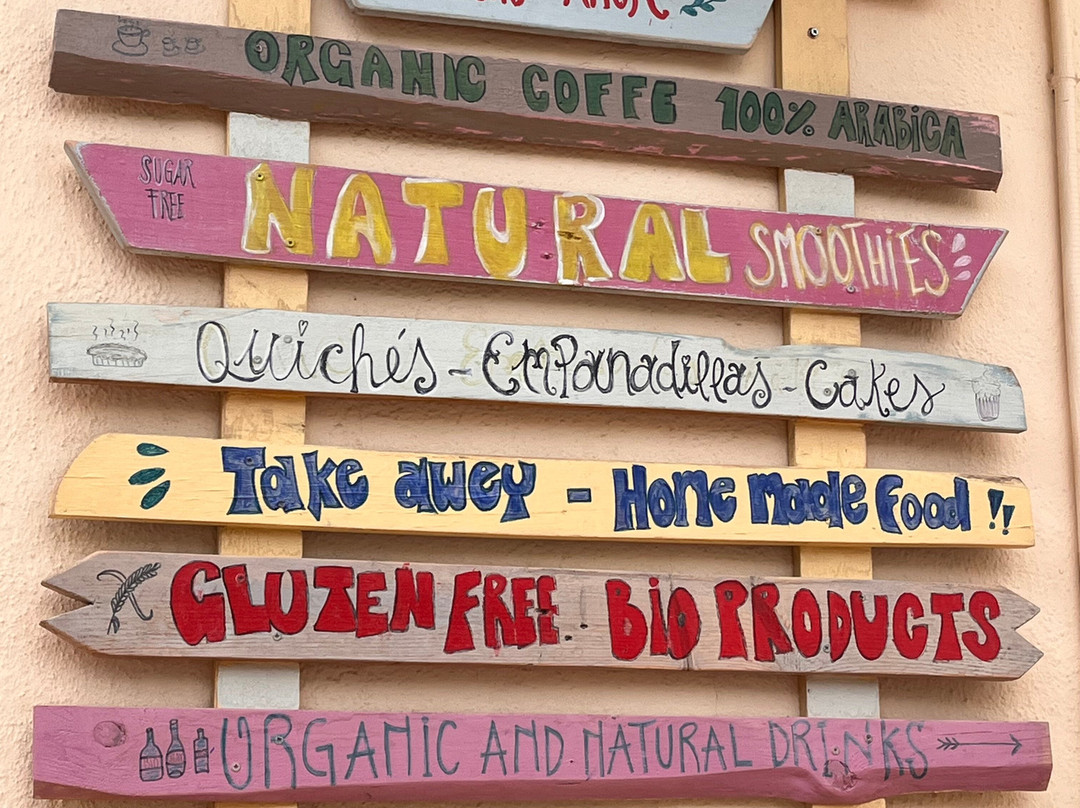 ORGANIC COFFE 100% ARABICA
SUGAR
FREE
NATURAL SMOOTHIES
Quichés - EmPanadillas - Cakes
Take awey - Home made Food !!
GLUTEN FREE - BiO PRODUCTS
ORGANIC AND NATURAL DRiNKS